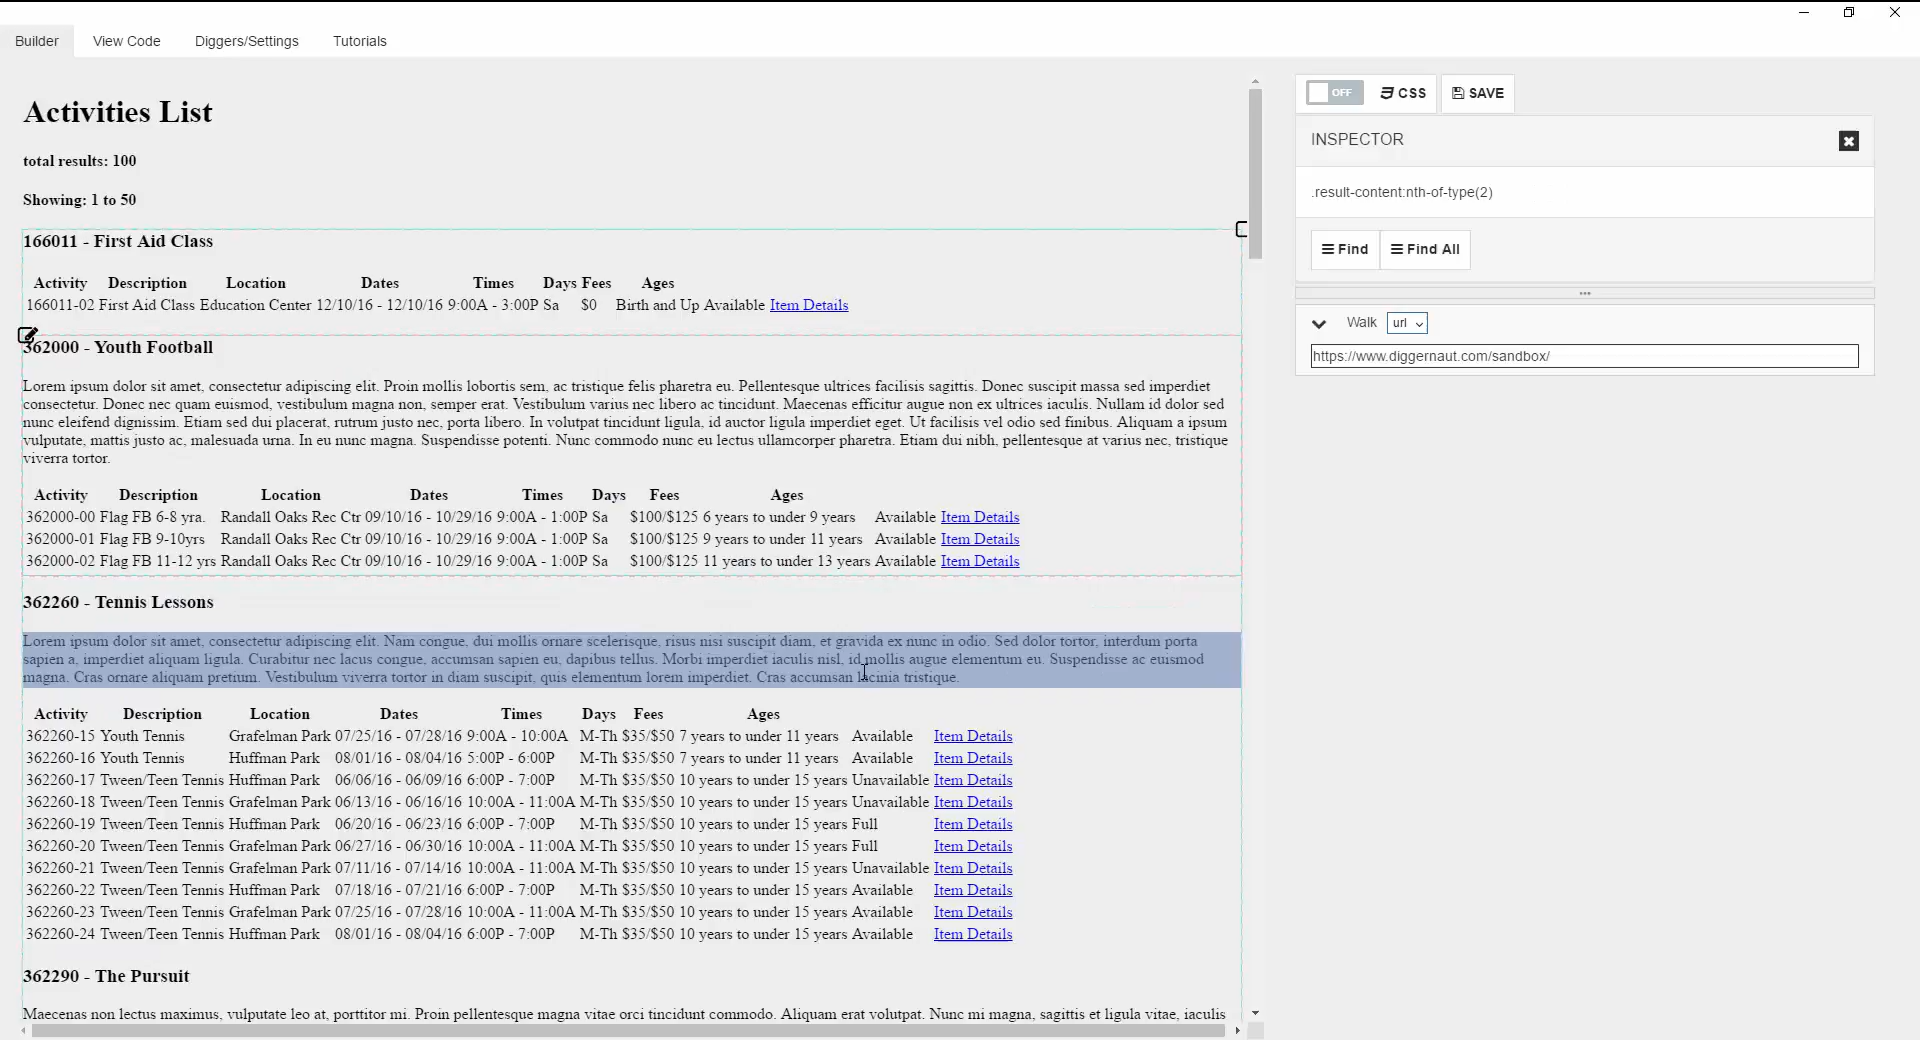 Builder View Code Diggers/Settings Tutorials
Activities List
total results: 100
Showing: 1 to 50
166011 - First Aid Class
Activity Description Location Dates Times Days Fees Ages
166011-02 First Aid Class Education Center 12/10/16 - 12/10/16 9:00A - 3:00P Sa $0 Birth and Up Available Item Details
362000 - Youth Football
Lorem ipsum dolor sit amet, consectetur adipiscing elit. Proin mollis lobortis sem, ac tristique felis pharetra eu. Pellentesque ultrices facilisis sagittis. Donec suscipit massa sed imperdiet
consectetur. Donec nec quam euismod, vestibulum magna non, semper erat. Vestibulum varius nec libero ac tincidunt. Maecenas efficitur augue non ex ultrices iaculis. Nullam id dolor sed
nunc eleifend dignissim. Etiam sed dui placerat, rutrum justo nec, porta libero. In volutpat tincidunt ligula, id auctor ligula imperdiet eget. Ut facilisis vel odio sed finibus. Aliquam a ipsum
vulputate, mattis justo ac, malesuada urna. In eu nunc magna. Suspendisse potenti. Nunc commodo nunc eu lectus ullamcorper pharetra. Etiam dui nibh, pellentesque at varius nec, tristique
viverra tortor.
Activity Description Location Dates Times Days Fees Ages
362000-00 Flag FB 6-8 yra. Randall Oaks Rec Ctr 09/10/16 - 10/29/16 9:00A - 1:00P Sa $100/$125 6 years to under 9 years Available Item Details
362000-01 Flag FB 9-10yrs Randall Oaks Rec Ctr 09/10/16 - 10/29/16 9:00A - 1:00P Sa $100/$125 9 years to under 11 years Available Item Details
362000-02 Flag FB 11-12 yrs Randall Oaks Rec Ctr 09/10/16 - 10/29/16 9:00A - 1:00P Sa $100/$125 11 years to under 13 years Available Item Details
362260 - Tennis Lessons
Lorem ipsum dolor sit amet, consectetur adipiscing elit. Nam congue, dui mollis ornare scelerisque, risus nisi suscipit diam, et gravida ex nunc in odio. Sed dolor tortor, interdum porta
sapien a, imperdiet aliquam ligula. Curabitur nec lacus congue, accumsan sapien eu, dapibus tellus. Morbi imperdiet iaculis nisl, id mollis augue elementum eu. Suspendisse ac euismod
magna. Cras ornare aliquam pretium. Vestibulum viverra tortor in diam suscipit, quis elementum lorem imperdiet. Cras accumsan lacinia tristique.
Activity Description Location Dates Times Days Fees Ages
362260-15 Youth Tennis Grafelman Park 07/25/16 - 07/28/16 9:00A - 10:00A M-Th $35/$50 7 years to under 11 years Available Item Details
362260-16 Youth Tennis Huffman Park 08/01/16 - 08/04/16 5:00P - 6:00P M-Th $35/$50 7 years to under 11 years Available Item Details
362260-17 Tween/Teen Tennis Huffman Park 06/06/16 - 06/09/16 6:00P - 7:00P M-Th $35/$50 10 years to under 15 years Unavailable Item Details
362260-18 Tween/Teen Tennis Grafelman Park 06/13/16 - 06/16/16 10:00A - 11:00A M-Th $35/$50 10 years to under 15 years Unavailable Item Details
362260-19 Tween/Teen Tennis Huffman Park 06/20/16 - 06/23/16 6:00P - 7:00P M-Th $35/$50 10 years to under 15 years Full Item Details
362260-20 Tween/Teen Tennis Grafelman Park 06/27/16 - 06/30/16 10:00A - 11:00A M-Th $35/$50 10 years to under 15 years Full Item Details
362260-21 Tween/Teen Tennis Grafelman Park 07/11/16 - 07/14/16 10:00A - 11:00A M-Th $35/$50 10 years to under 15 years Unavailable Item Details
362260-22 Tween/Teen Tennis Huffman Park 07/18/16 - 07/21/16 6:00P - 7:00P M-Th $35/$50 10 years to under 15 years Available Item Details
362260-23 Tween/Teen Tennis Grafelman Park 07/25/16 - 07/28/16 10:00A - 11:00A M-Th $35/$50 10 years to under 15 years Available Item Details
362260-24 Tween/Teen Tennis Huffman Park 08/01/16 - 08/04/16 6:00P - 7:00P M-Th $35/$50 10 years to under 15 years Available Item Details
362290 - The Pursuit
Maecenas non lectus maximus, vulputate leo at, porttitor mi. Proin pellentesque magna vitae orci tincidunt commodo. Aliquam erat volutpat. Nunc mi magna, sagittis et ligula vitae, iaculis
OFF CSS SAVE
INSPECTOR
.result-content:nth-of-type(2)
Find Find All
Walk url
https://www.diggernaut.com/sandbox/